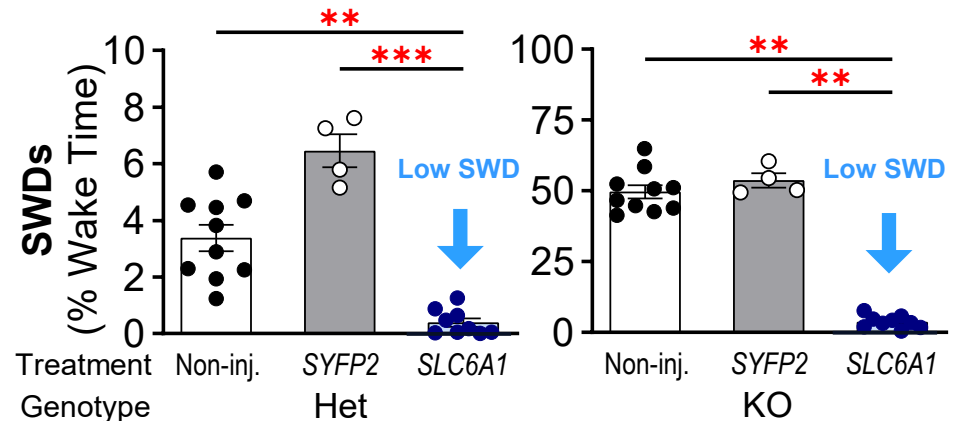 SWDs
(% Wake Time)
10
8
6
4
2
0
**
***
Low SWD
100
75
50
25
0
**
**
Low SWD
Treatment Non-inj. SYFP2 SLC6A1 Non-inj. SYFP2 SLC6A1
Genotype Het KO